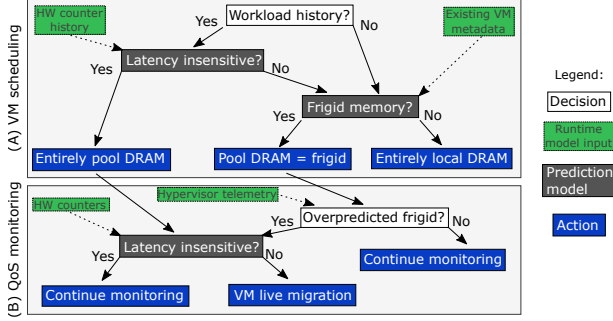 (A) VM scheduling
HW counter
history
Workload history?
Existing VM
metadata
Yes
No
Latency insensitive?
Yes
No
Frigid memory?
Yes
No
Entirely pool DRAM
Pool DRAM = frigid
Entirely local DRAM
(B) QoS monitoring
HW counters
Hypervisor telemetry
Overpredicted frigid?
Yes
No
Latency insensitive?
Yes
No
Continue monitoring
Continue monitoring
VM live migration
Legend:
Decision
Runtime
model input
Prediction
model
Action